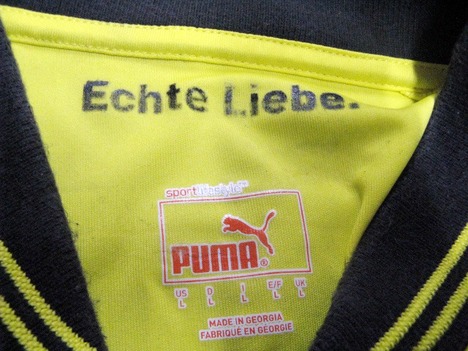 Echte Liebe.
sportlifestyle
PUMA®
US D I E/F UK
L L L L L
MADE IN GEORGIA
FABRIQUÉ EN GEORGIE